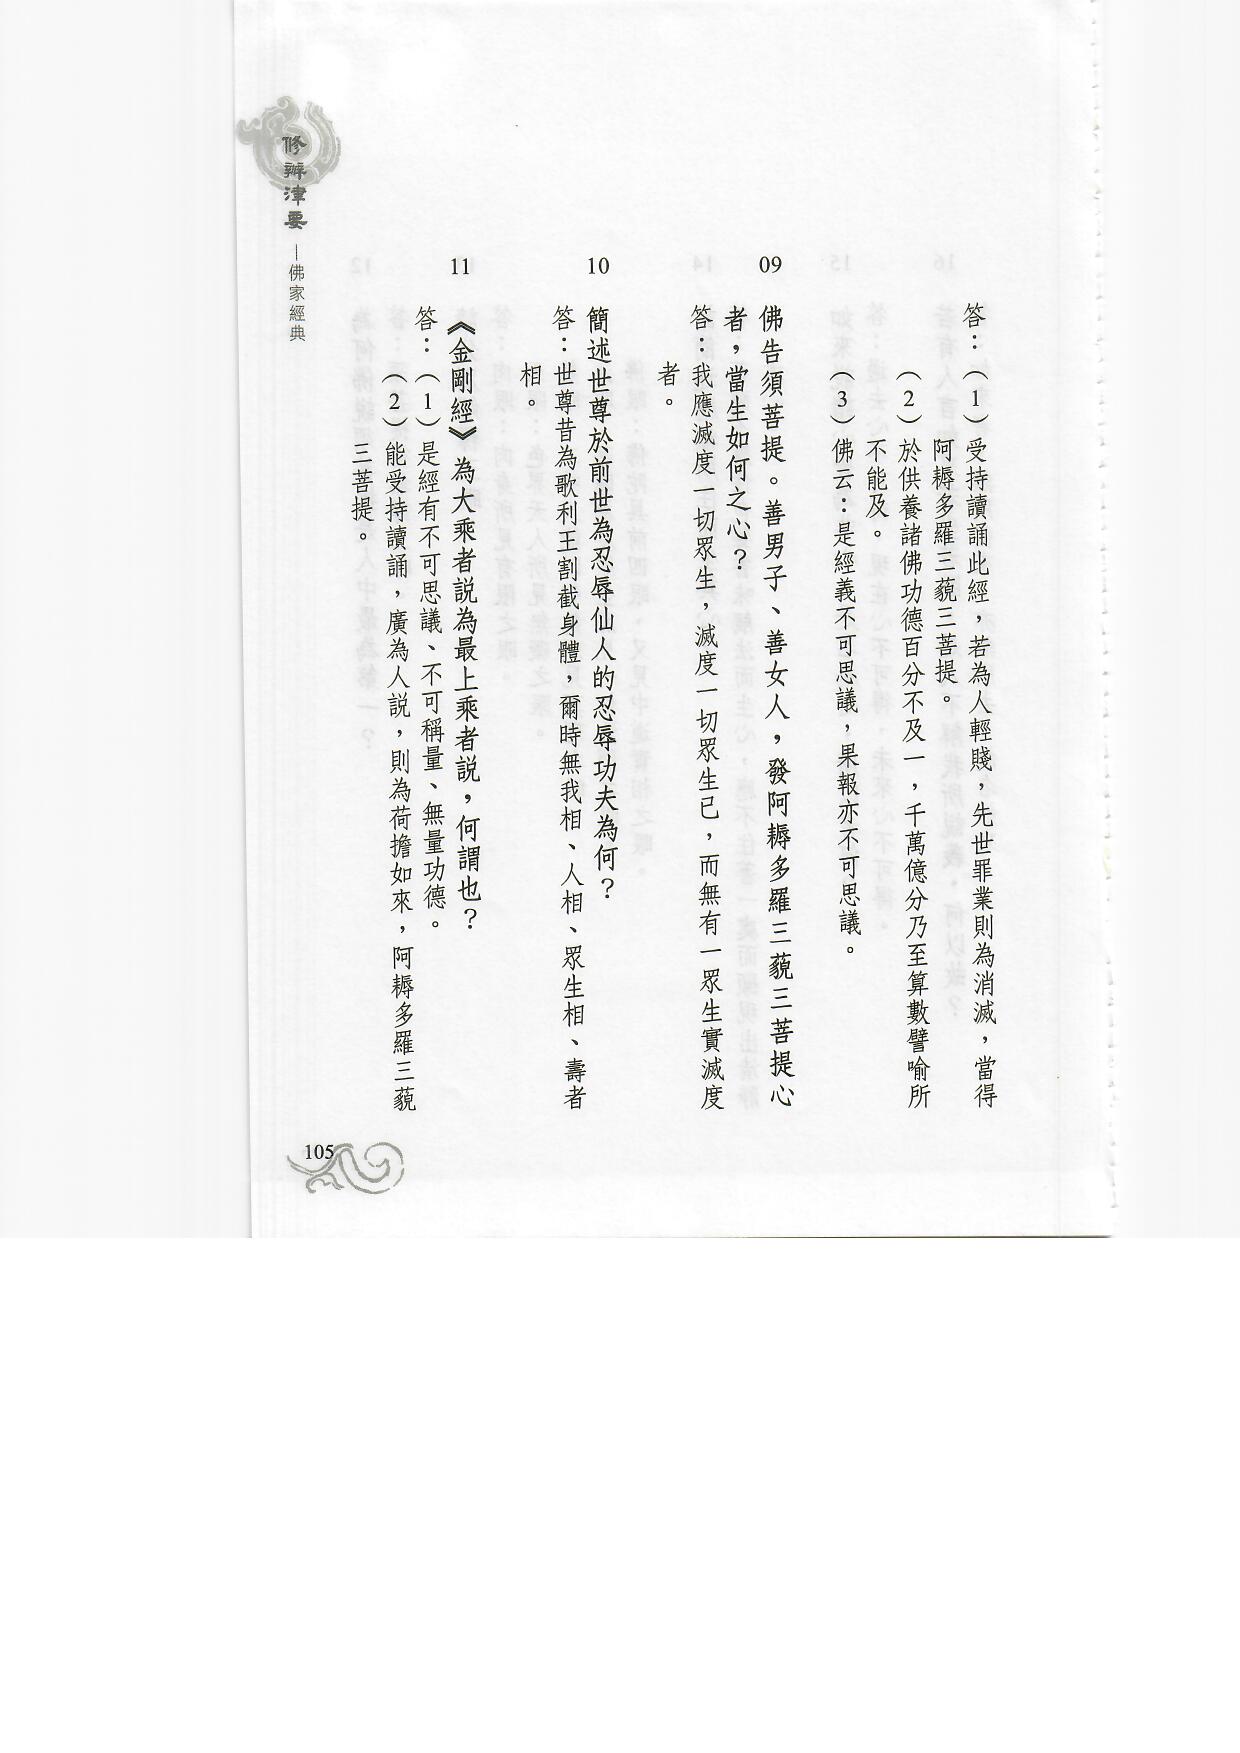 答：（1）受持讀誦此經，若為人輕賤，先世罪業則為消滅，當得
阿耨多羅三藐三菩提。
（2）於供養諸佛功德百分不及一，千萬億分乃至算數譬喻所
不能及。
（3）佛云：是經義不可思議，果報亦不可思議。
09 佛告須菩提。善男子、善女人，發阿耨多羅三藐三菩提心
者，當生如何之心？
答：我應滅度一切眾生，滅度一切眾生已，而無有一眾生實滅度
者。
10 簡述世尊於前世為忍辱仙人的忍辱功夫為何？
答：世尊昔為歌利王割截身體，爾時無我相、人相、眾生相、壽者
相。
11 《金剛經》為大乘者說為最上乘者說，何謂也？
答：（1）是經有不可思議、不可稱量、無量功德。
（2）能受持讀誦，廣為人說，則為荷擔如來，阿耨多羅三藐
三菩提。
修辦津要—佛家經典
105